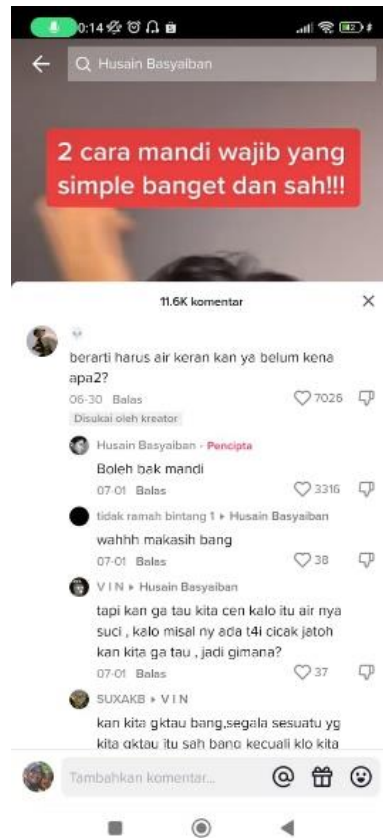 0:14
Husain Basyaiban
2 cara mandi wajib yang
simple banget dan sah!!!
11.6K komentar
berarti harus air keran kan ya belum kena
apa2?
06-30 Balas 7026
Disukai oleh kreator
Husain Basyaiban - Pencipta
Boleh bak mandi
07-01 Balas 3316
tidak ramah bintang 1 ▸ Husain Basyaiban
wahhh makasih bang
07-01 Balas 38
V I N ▸ Husain Basyaiban
tapi kan ga tau kita cen kalo itu air nya
suci , kalo misal ny ada t4i cicak jatoh
kan kita ga tau , jadi gimana?
07-01 Balas 37
SUXAKB ▸ V I N
kan kita gktau bang,segala sesuatu yg
kita gktau itu sah bang kecuali klo kita
Tambahkan komentar...